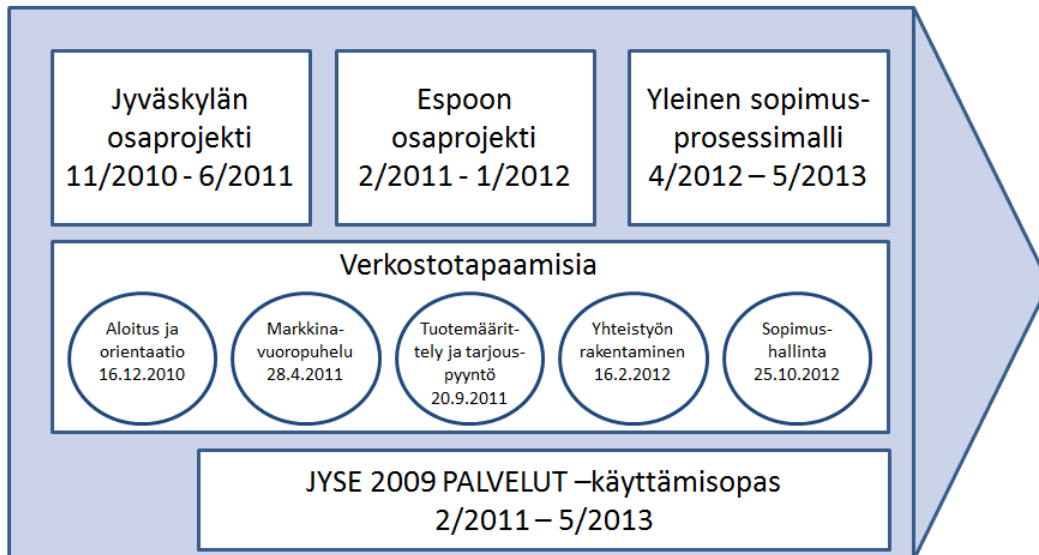 Jyväskylän
osaprojekti
11/2010 - 6/2011
Espoon
osaprojekti
2/2011 - 1/2012
Yleinen sopimus-
prosessimalli
4/2012 – 5/2013
Verkostotapaamisia
Aloitus ja
orientaatio
16.12.2010
Markkina-
vuoropuhelu
28.4.2011
Tuotemäärit-
tely ja tarjous-
pyyntö
20.9.2011
Yhteistyön
rakentaminen
16.2.2012
Sopimus-
hallinta
25.10.2012
JYSE 2009 PALVELUT –käyttämisopas
2/2011 – 5/2013